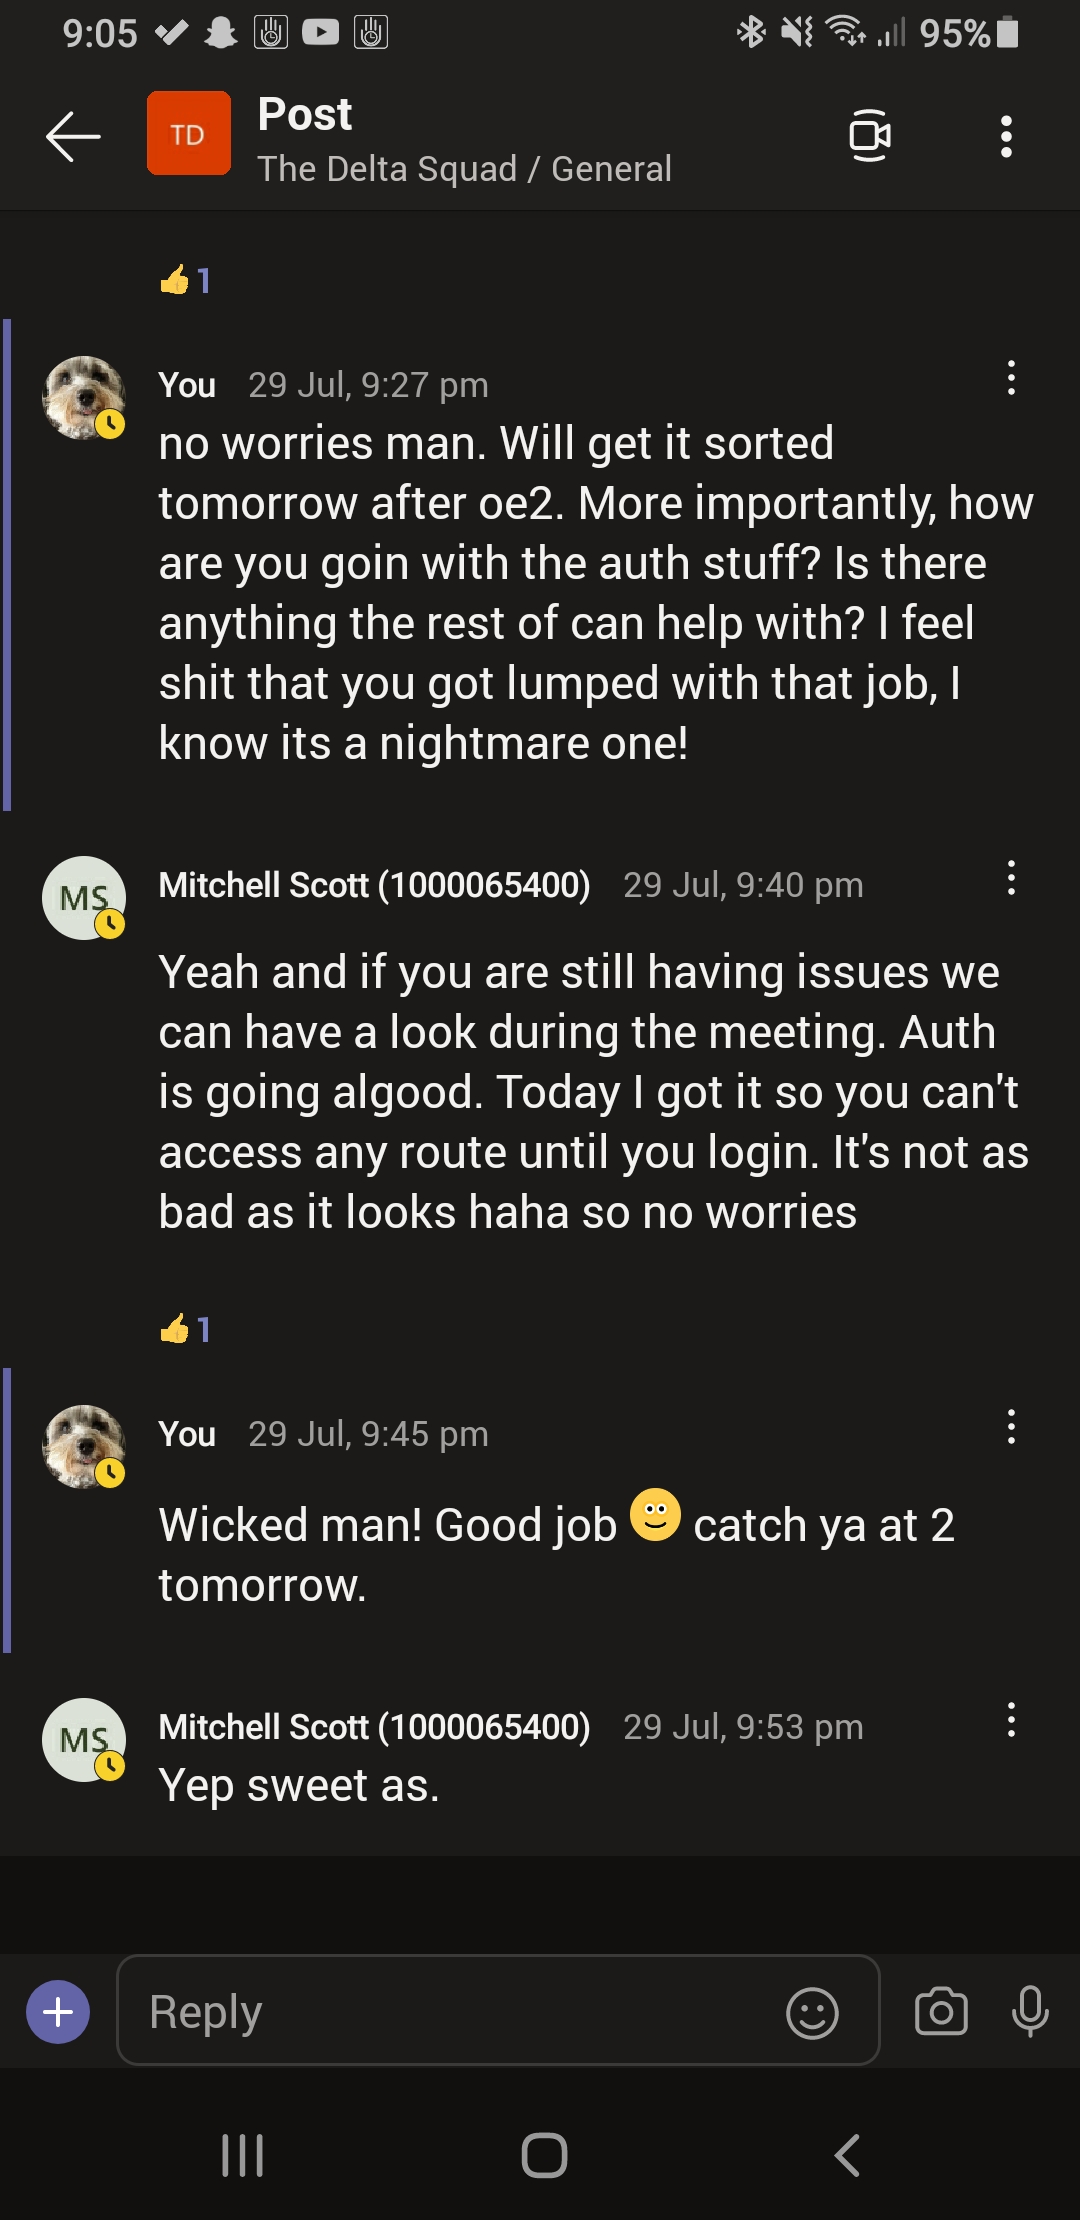 9:05 95%
TD Post
The Delta Squad / General
1
You 29 Jul, 9:27 pm
no worries man. Will get it sorted
tomorrow after oe2. More importantly, how
are you goin with the auth stuff? Is there
anything the rest of can help with? I feel
shit that you got lumped with that job, I
know its a nightmare one!
MS Mitchell Scott (1000065400) 29 Jul, 9:40 pm
Yeah and if you are still having issues we
can have a look during the meeting. Auth
is going algood. Today I got it so you can't
access any route until you login. It's not as
bad as it looks haha so no worries
1
You 29 Jul, 9:45 pm
Wicked man! Good job 🙂 catch ya at 2
tomorrow.
MS Mitchell Scott (1000065400) 29 Jul, 9:53 pm
Yep sweet as.
Reply